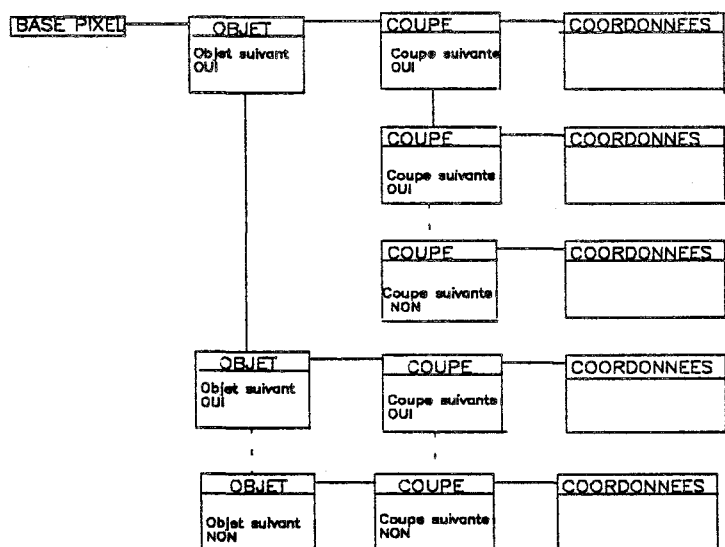 BASE PIXEL
OBJET
COUPE
COORDONNEES
Objet suivant
OUI
Coupe suivante
OUI
COUPE
COORDONNES
Coupe suivante
OUI
COUPE
COORDONNEES
Coupe suivante
NON
OBJET
COUPE
COORDONNEES
Objet suivant
OUI
Coupe suivante
OUI
OBJET
COUPE
COORDONNEES
Objet suivant
NON
Coupe suivante
NON